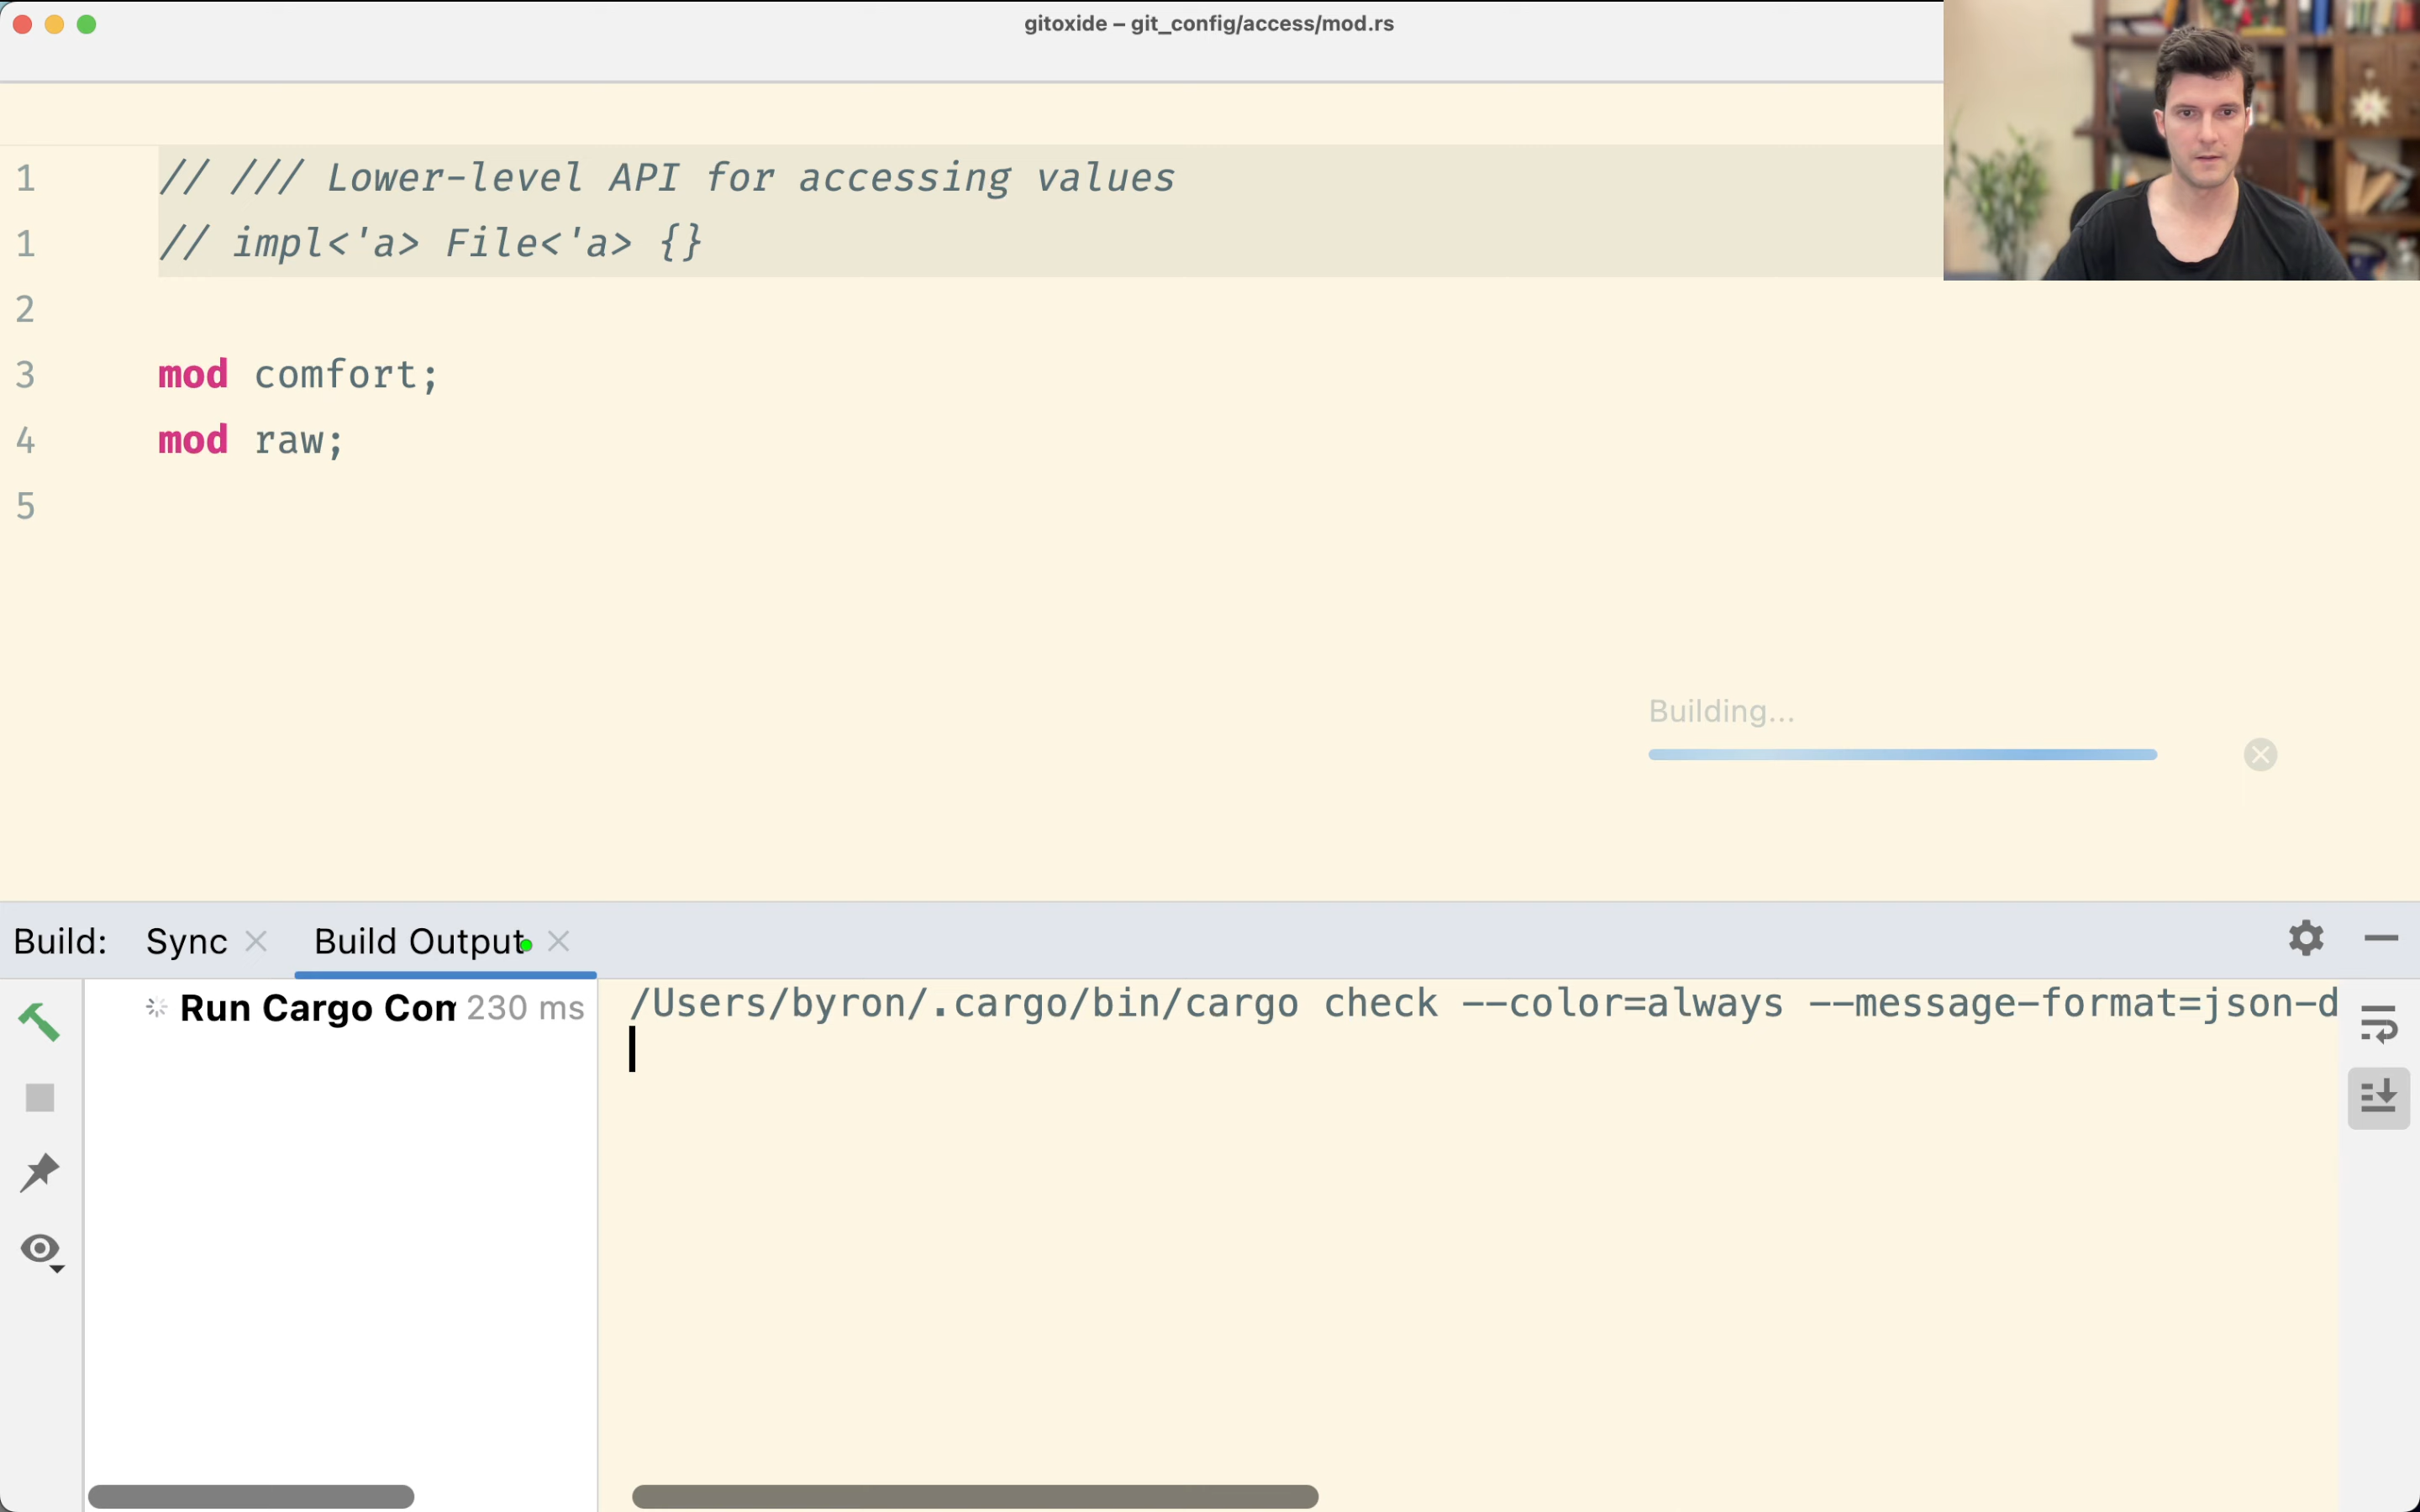 gitoxide – git_config/access/mod.rs
1 // /// Lower-level API for accessing values
1 // impl<'a> File<'a> {}
2
3 mod comfort;
4 mod raw;
5
Building...
Build: Sync Build Output
Run Cargo Com 230 ms
/Users/byron/.cargo/bin/cargo check --color=always --message-format=json-d